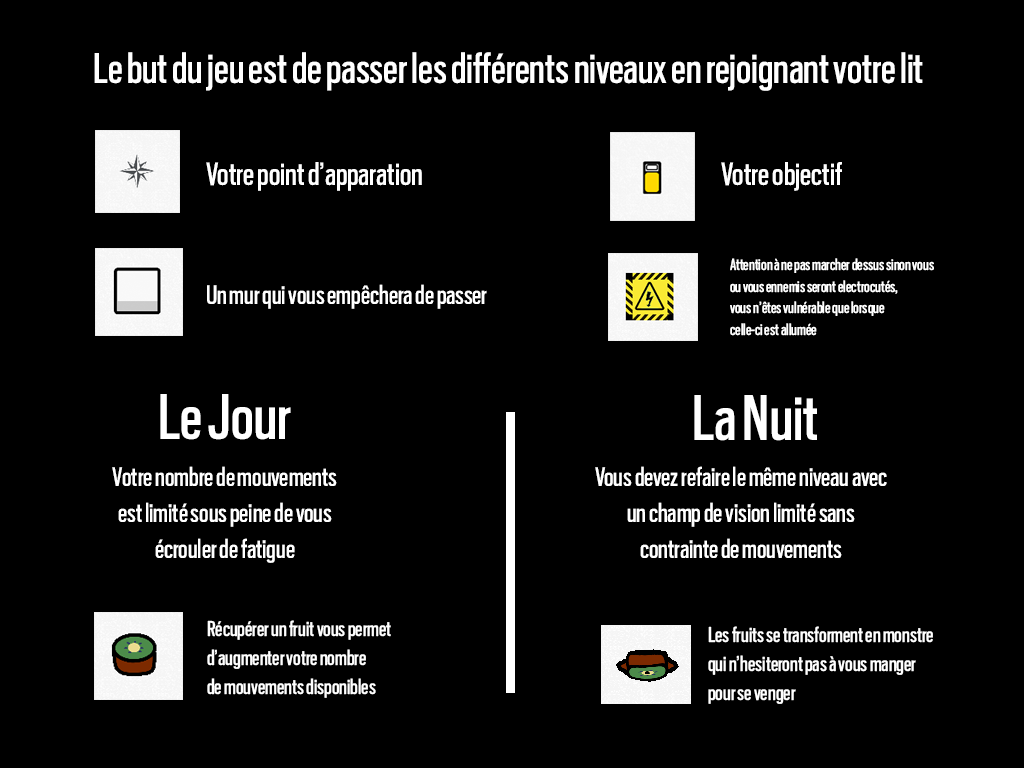 Le but du jeu est de passer les différents niveaux en rejoignant votre lit
Votre point d'apparation
Votre objectif
Un mur qui vous empêchera de passer
Attention à ne pas marcher dessus sinon vous
ou vous ennemis seront electrocutés,
vous n'êtes vulnérable que lorsque
celle-ci est allumée
Le Jour
Votre nombre de mouvements
est limité sous peine de vous
écrouler de fatigue
Récupérer un fruit vous permet
d'augmenter votre nombre
de mouvements disponibles
La Nuit
Vous devez refaire le même niveau avec
un champ de vision limité sans
contrainte de mouvements
Les fruits se transforment en monstre
qui n'hesiteront pas à vous manger
pour se venger